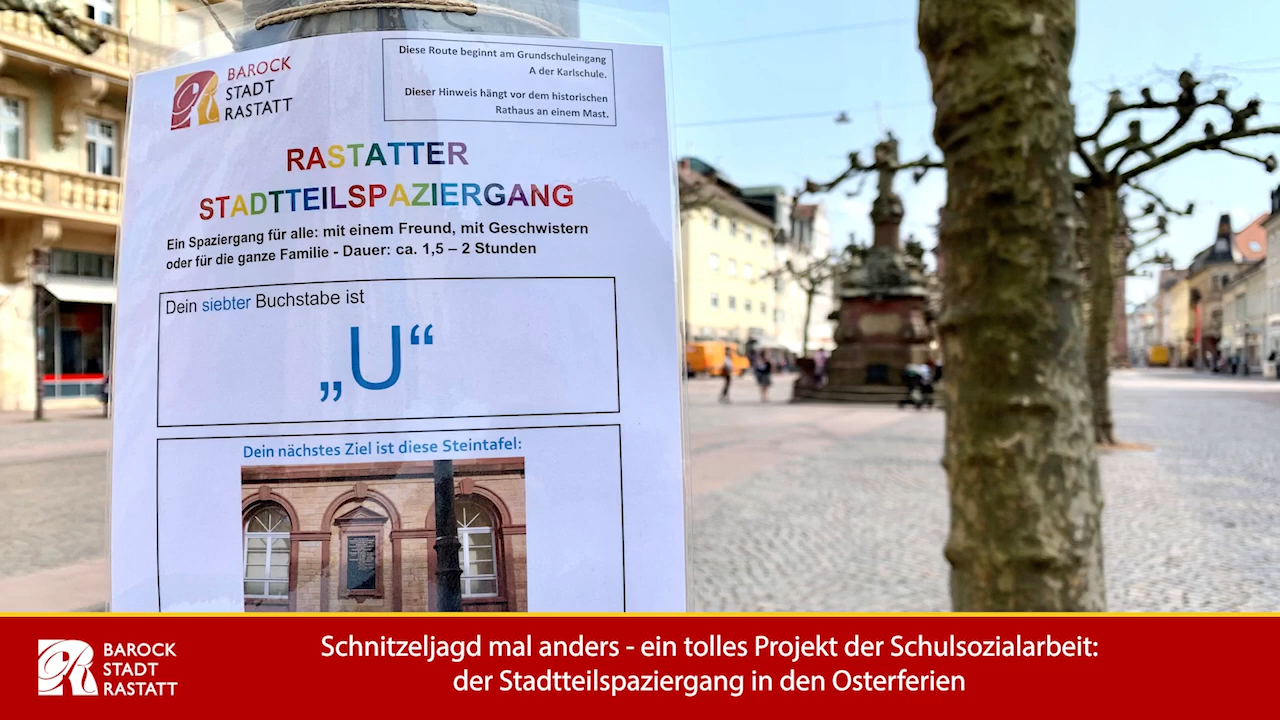 BAROCK
STADT
RASTATT
Diese Route beginnt am Grundschuleingang
A der Karlschule.
Dieser Hinweis hängt vor dem historischen
Rathaus an einem Mast.
RASTATTER
STADTTEILSPAZIERGANG
Ein Spaziergang für alle: mit einem Freund, mit Geschwistern
oder für die ganze Familie - Dauer: ca. 1,5 – 2 Stunden
Dein siebter Buchstabe ist
„U“
Dein nächstes Ziel ist diese Steintafel:
BAROCK
STADT
RASTATT
Schnitzeljagd mal anders - ein tolles Projekt der Schulsozialarbeit:
der Stadtteilspaziergang in den Osterferien